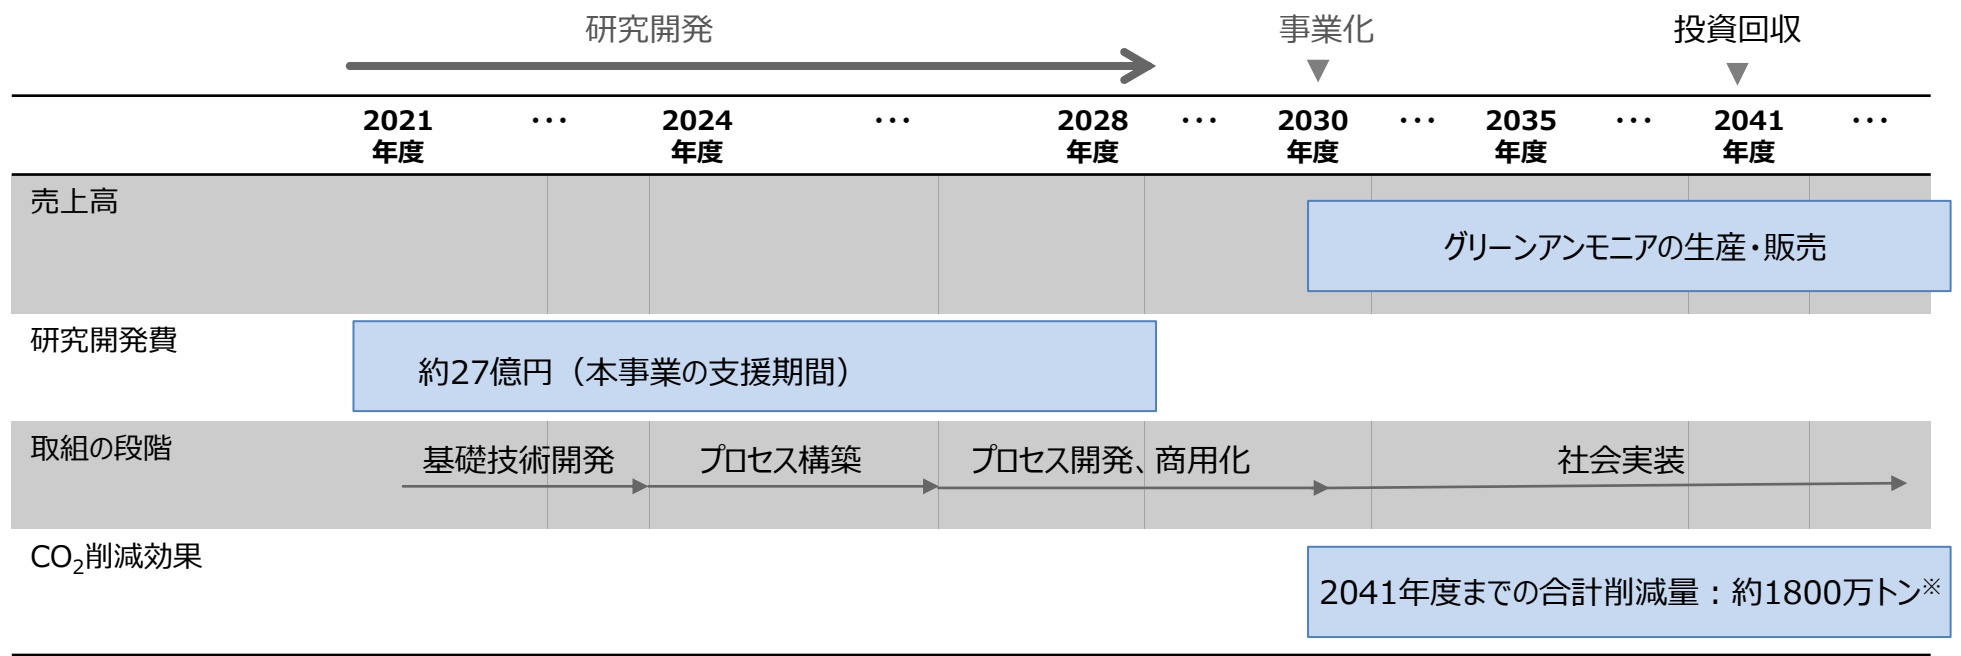 研究開発 事業化 投資回収
▼ ▼
2021 ・・・ 2024 ・・・ 2028 ・・・ 2030 ・・・ 2035 ・・・ 2041 ・・・
年度 年度 年度 年度 年度 年度
売上高
グリーンアンモニアの生産・販売
研究開発費
約27億円（本事業の支援期間）
取組の段階
基礎技術開発 プロセス構築 プロセス開発、商用化 社会実装
CO₂削減効果
2041年度までの合計削減量：約1800万トン※